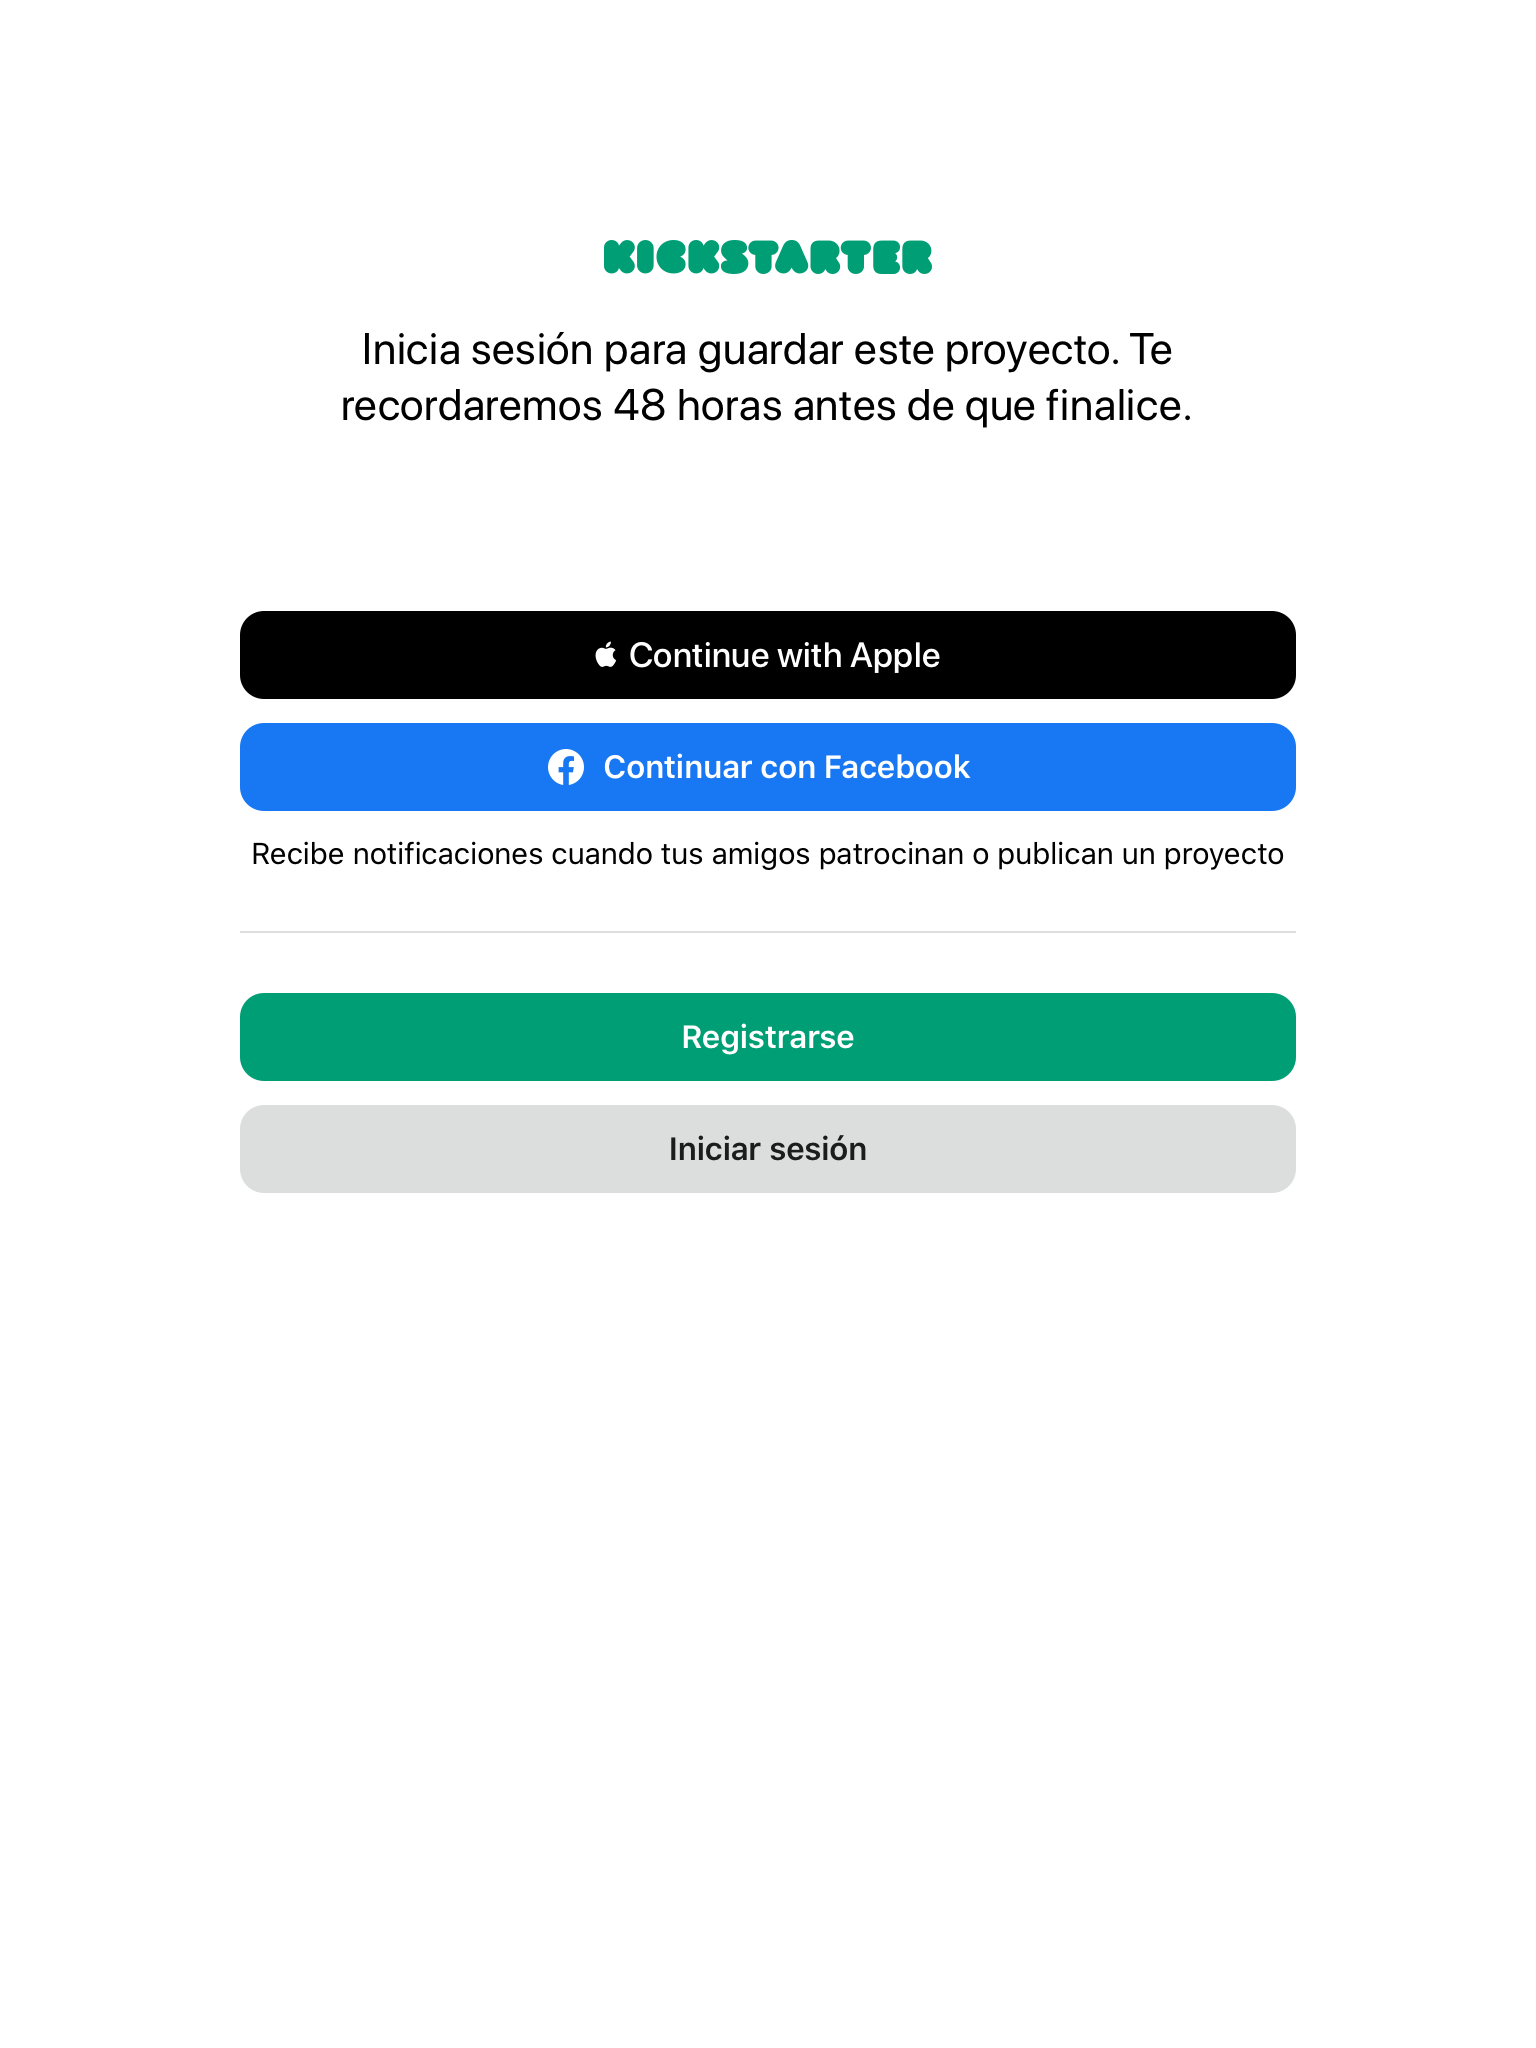 KICKSTARTER
Inicia sesión para guardar este proyecto. Te
recordaremos 48 horas antes de que finalice.
Continue with Apple
Continuar con Facebook
Recibe notificaciones cuando tus amigos patrocinan o publican un proyecto
Registrarse
Iniciar sesión